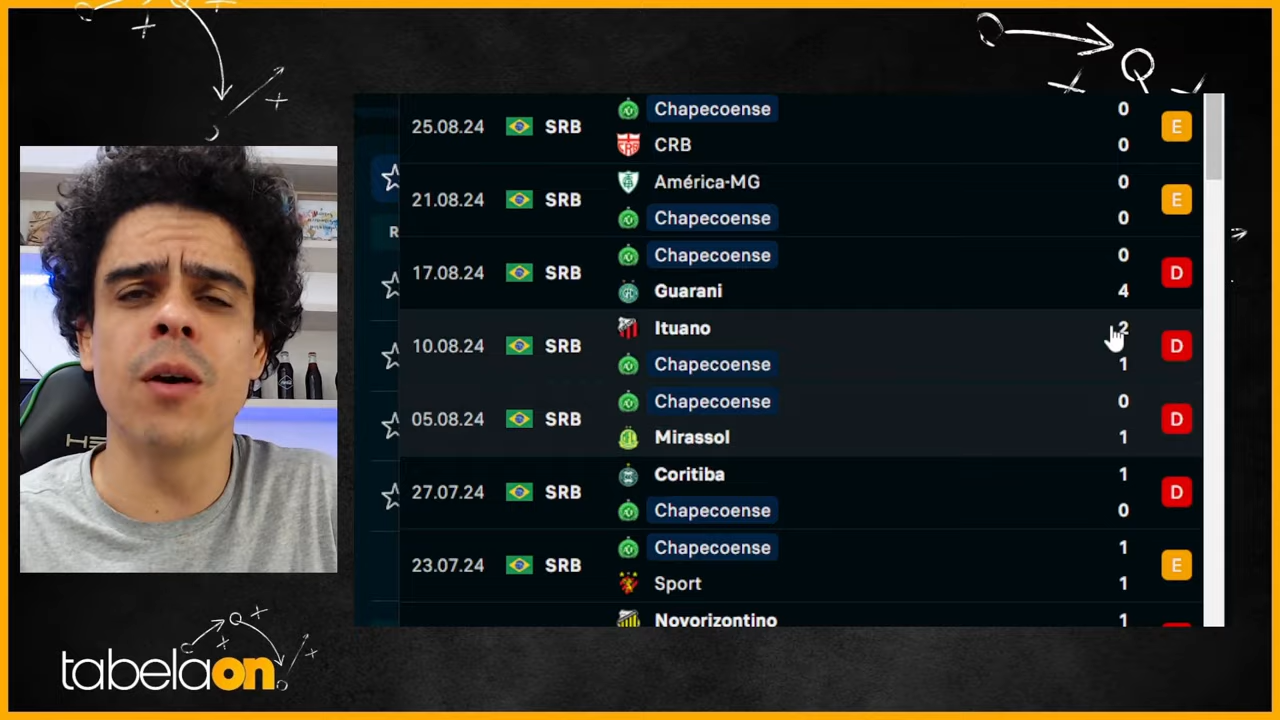 25.08.24 SRB Chapecoense 0 E
CRB 0
21.08.24 SRB América-MG 0 E
Chapecoense 0
R
17.08.24 SRB Chapecoense 0 D
Guarani 4
10.08.24 SRB Ituano 2 D
Chapecoense 1
05.08.24 SRB Chapecoense 0 D
Mirassol 1
27.07.24 SRB Coritiba 1 D
Chapecoense 0
23.07.24 SRB Chapecoense 1 E
Sport 1
Novorizontino 1
HE
tabelaon